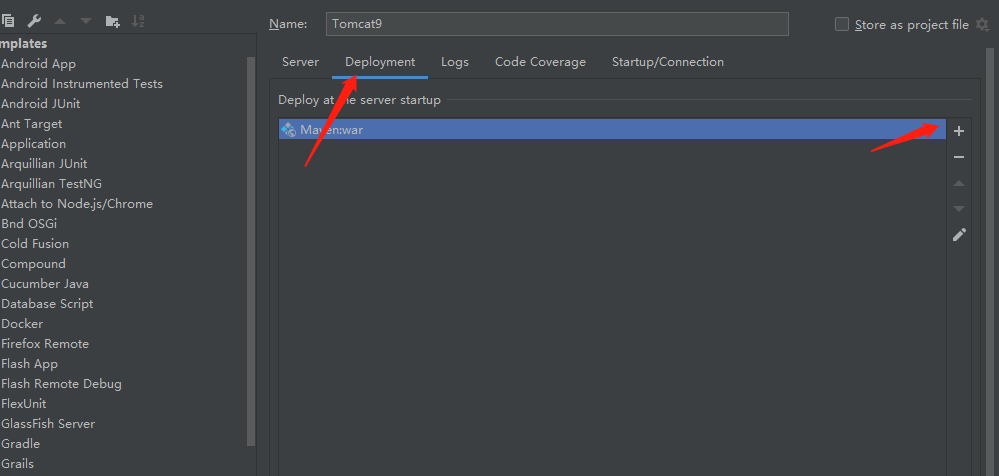 Name: Tomcat9 Store as project file
mplates
Android App
Android Instrumented Tests
Android JUnit
Ant Target
Application
Arquillian JUnit
Arquillian TestNG
Attach to Node.js/Chrome
Bnd OSGi
Cold Fusion
Compound
Cucumber Java
Database Script
Docker
Firefox Remote
Flash App
Flash Remote Debug
FlexUnit
GlassFish Server
Gradle
Grails
Server Deployment Logs Code Coverage Startup/Connection
Deploy at the server startup
Maven:war